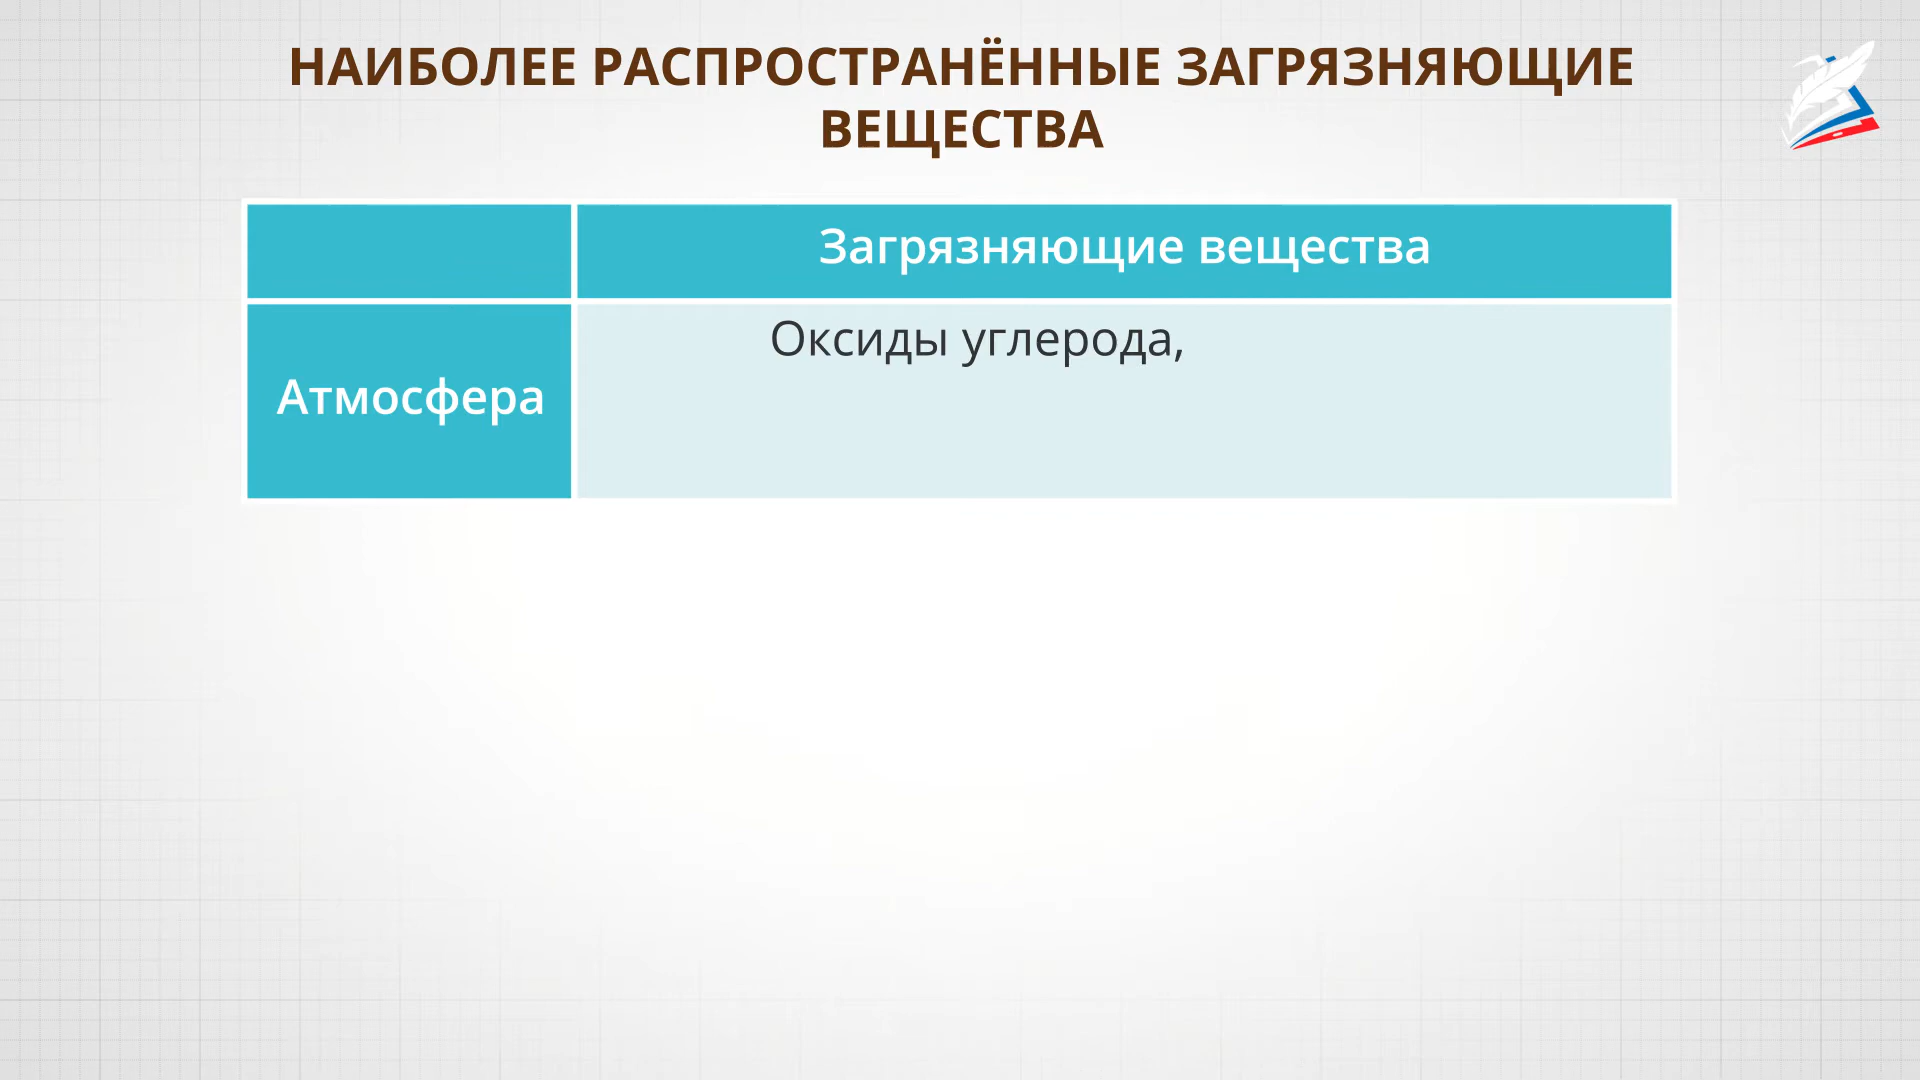 НАИБОЛЕЕ РАСПРОСТРАНЁННЫЕ ЗАГРЯЗНЯЮЩИЕ
ВЕЩЕСТВА
Загрязняющие вещества
Атмосфера
Оксиды углерода,